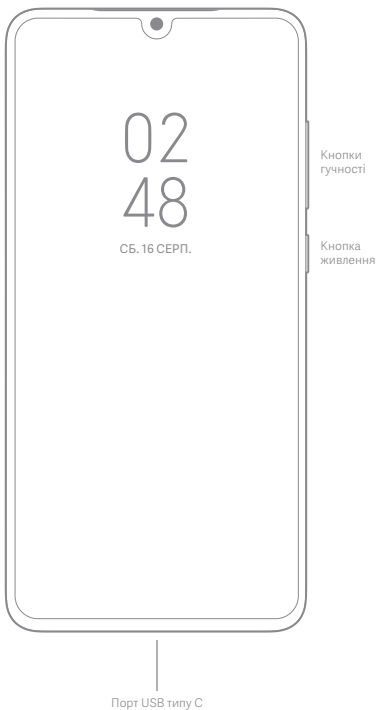 02
48
СБ. 16 СЕРП.
Кнопки
гучності
Кнопка
живлення
Порт USB типу C